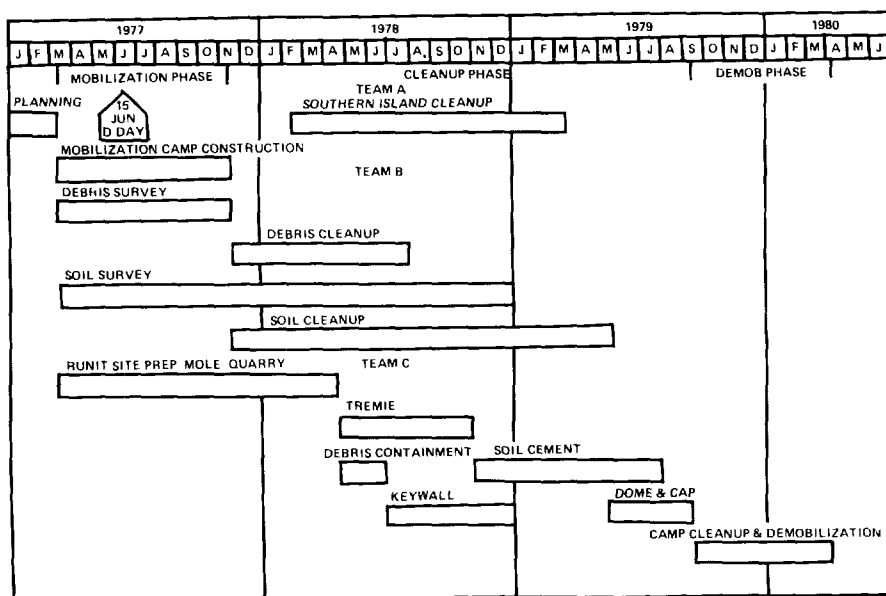 1977 1978 1979 1980
J F M A M J J A S O N D J F M A M J J A. S O N D J F M A M J J A S O N D J F M A M J
MOBILIZATION PHASE CLEANUP PHASE DEMOB PHASE
PLANNING
15
JUN
D DAY
TEAM A
SOUTHERN ISLAND CLEANUP
MOBILIZATION CAMP CONSTRUCTION
TEAM B
DEBRIS SURVEY
DEBRIS CLEANUP
SOIL SURVEY
SOIL CLEANUP
RUNIT SITE PREP MOLE QUARRY
TEAM C
TREMIE
DEBRIS CONTAINMENT
SOIL CEMENT
KEYWALL
DOME & CAP
CAMP CLEANUP & DEMOBILIZATION